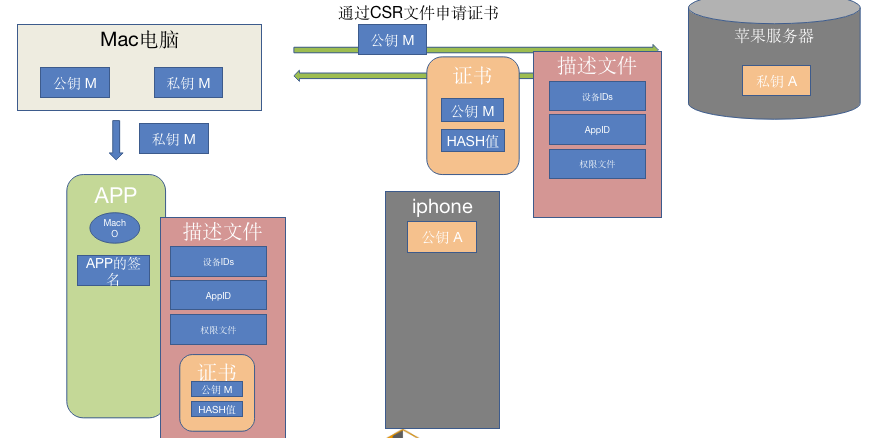 通过CSR文件申请证书
Mac电脑
公钥 M
私钥 M
公钥 M
苹果服务器
私钥 A
证书
公钥 M
HASH值
描述文件
设备IDs
AppID
权限文件
私钥 M
APP
Mach
O
APP的签
名
描述文件
设备IDs
AppID
权限文件
证书
公钥 M
HASH值
iphone
公钥 A